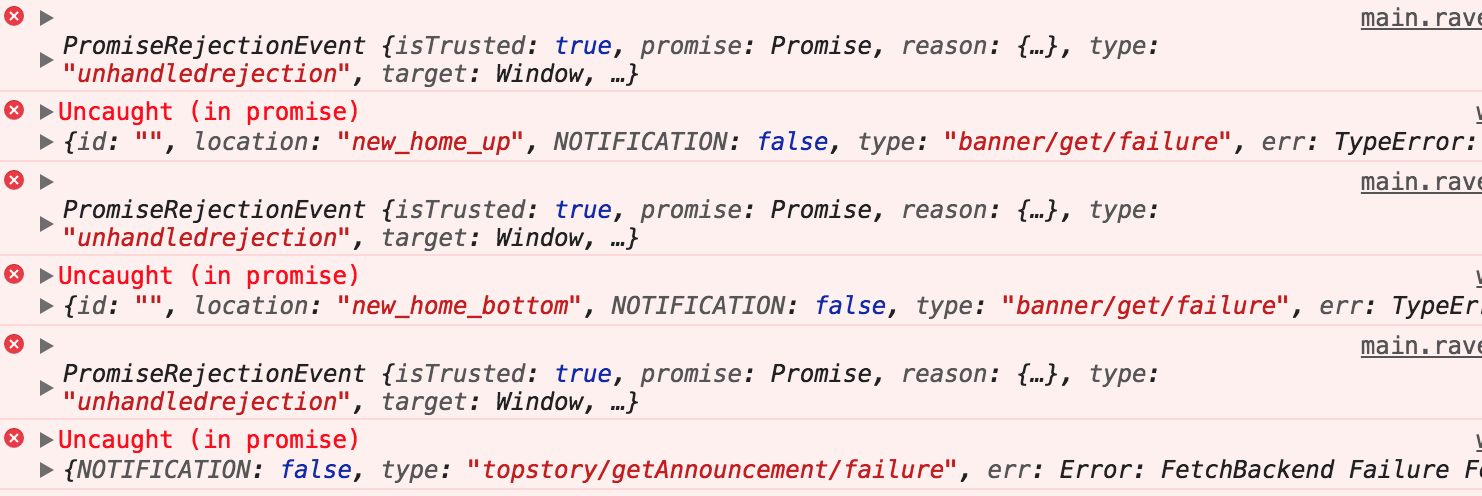 main.rave
PromiseRejectionEvent {isTrusted: true, promise: Promise, reason: {…}, type:
"unhandledrejection", target: Window, …}
Uncaught (in promise)
{id: "", location: "new_home_up", NOTIFICATION: false, type: "banner/get/failure", err: TypeError:
main.rave
PromiseRejectionEvent {isTrusted: true, promise: Promise, reason: {…}, type:
"unhandledrejection", target: Window, …}
Uncaught (in promise)
{id: "", location: "new_home_bottom", NOTIFICATION: false, type: "banner/get/failure", err: TypeEr
main.rave
PromiseRejectionEvent {isTrusted: true, promise: Promise, reason: {…}, type:
"unhandledrejection", target: Window, …}
Uncaught (in promise)
{NOTIFICATION: false, type: "topstory/getAnnouncement/failure", err: Error: FetchBackend Failure